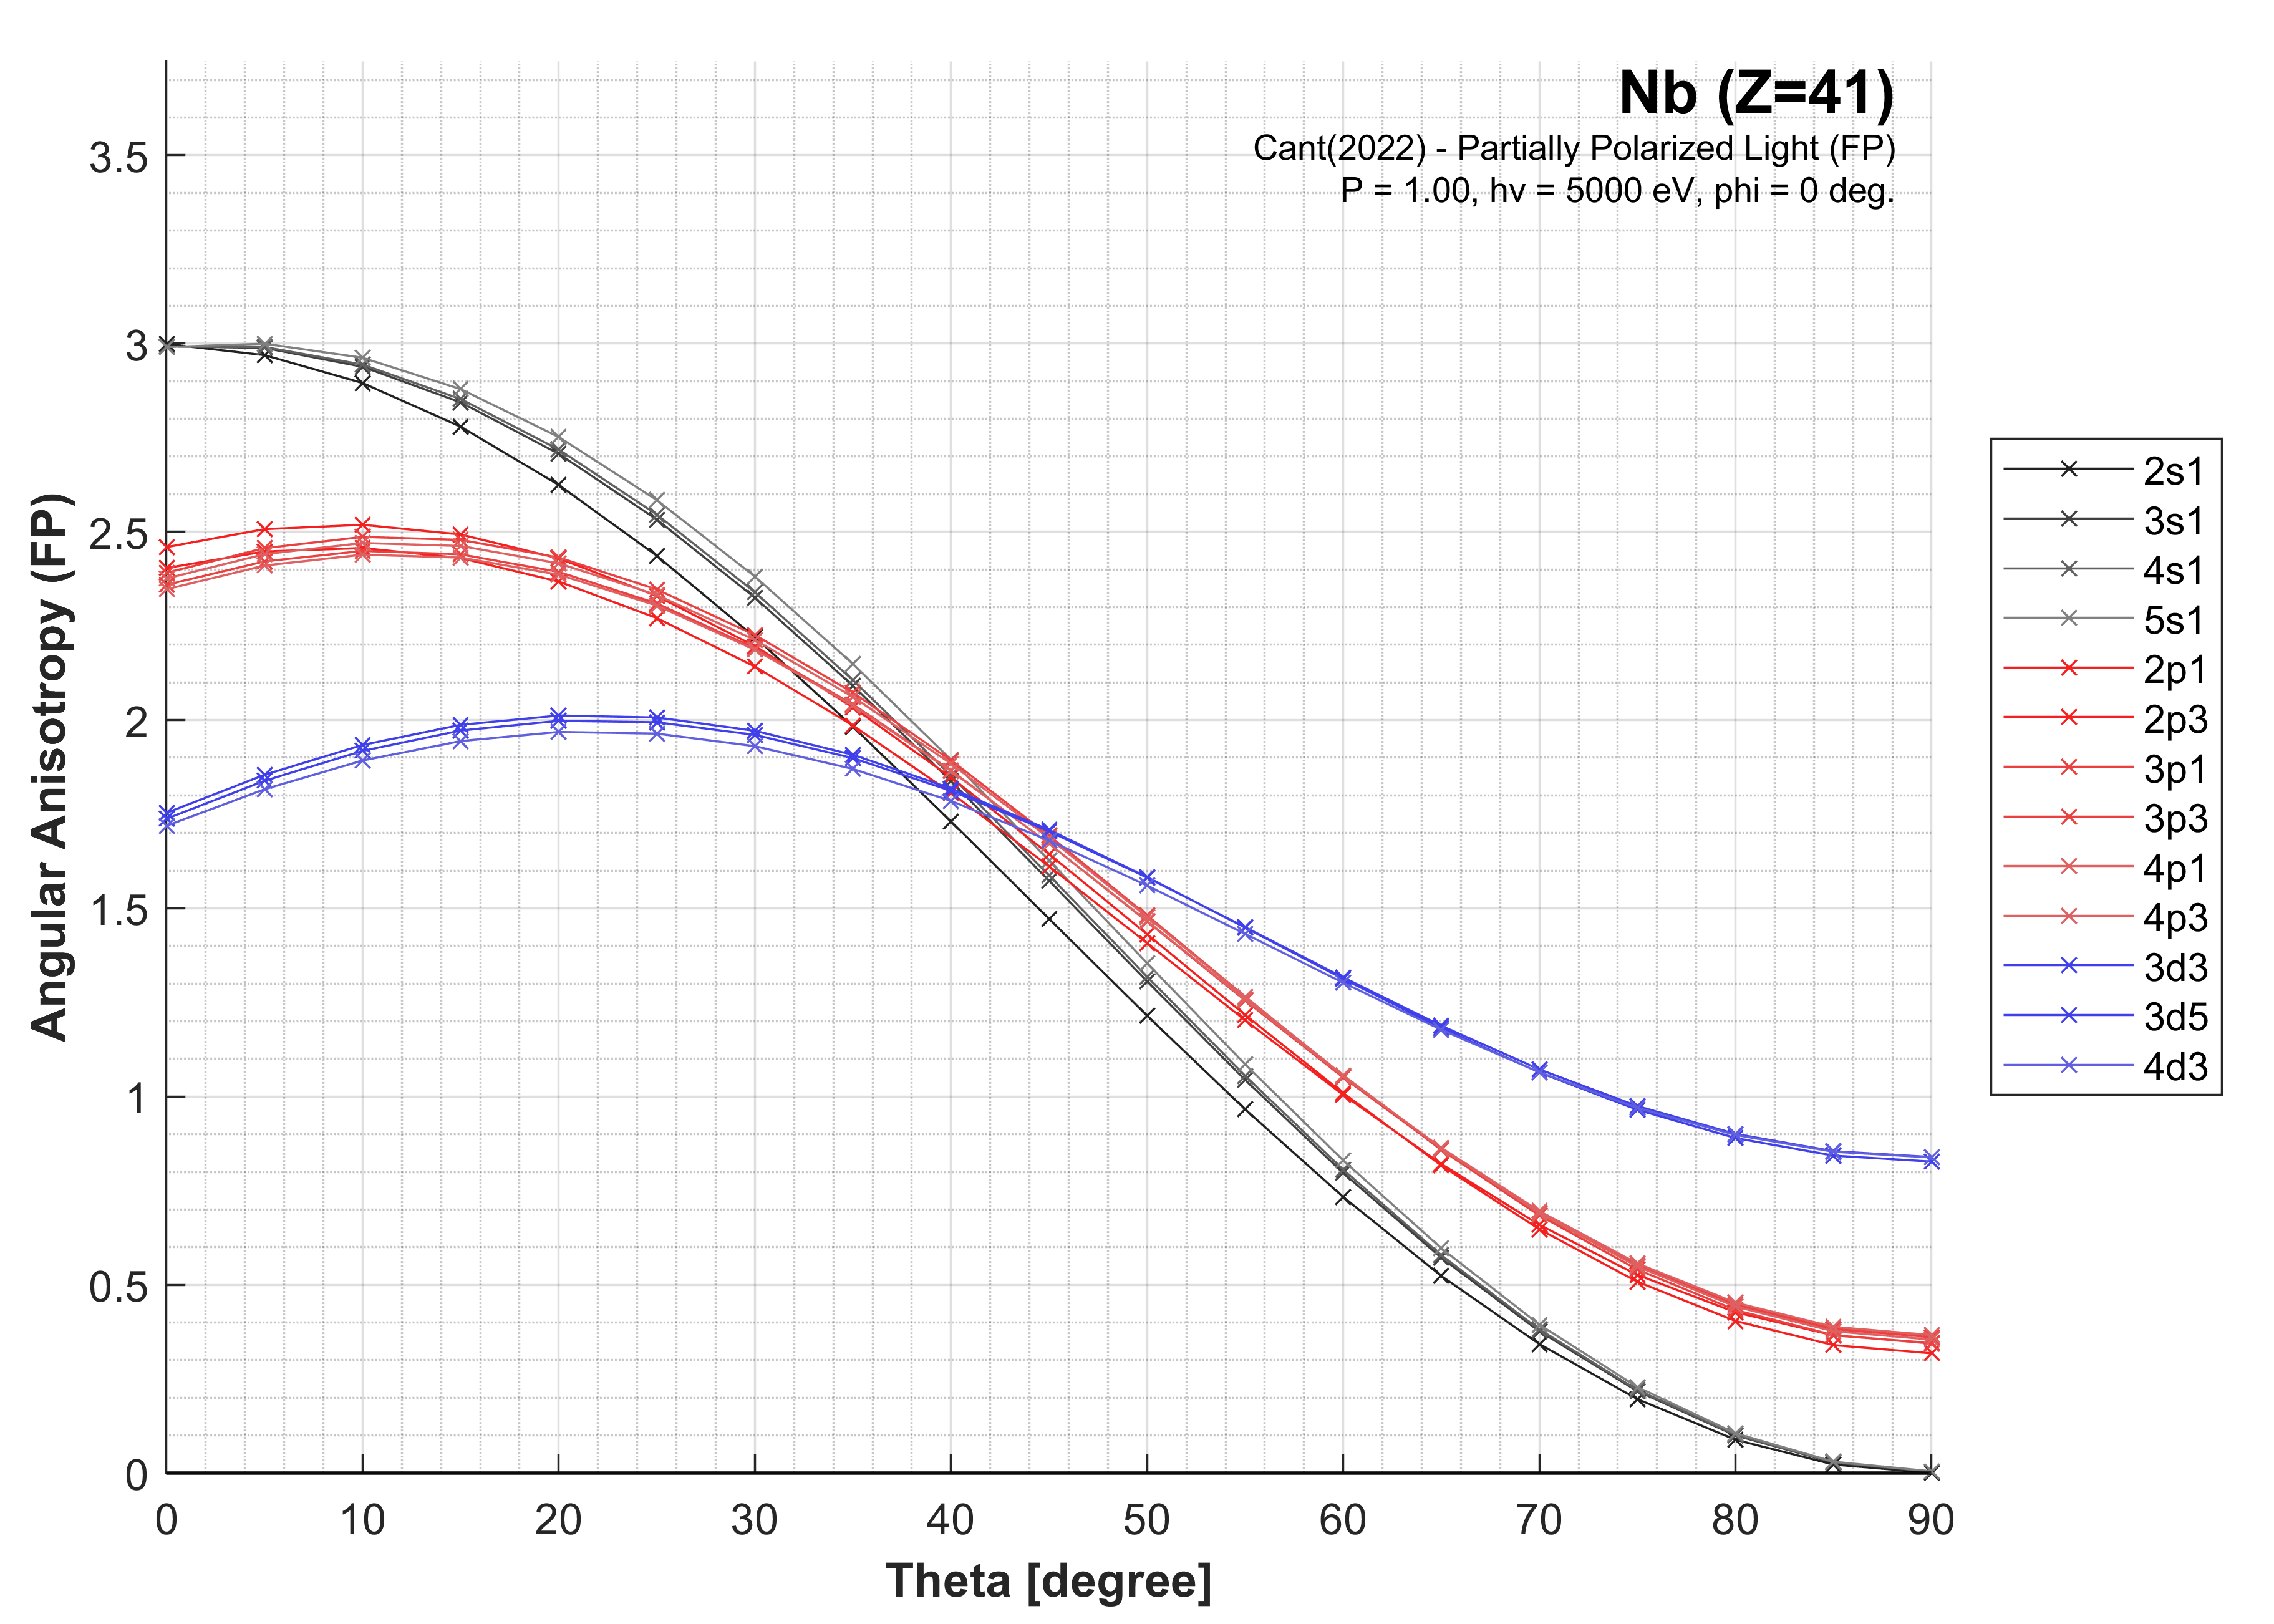 Nb (Z=41)
Cant(2022) - Partially Polarized Light (FP)
P = 1.00, hv = 5000 eV, phi = 0 deg.
Angular Anisotropy (FP)
3.5
3
2.5
2
1.5
1
0.5
0
0 10 20 30 40 50 60 70 80 90
Theta [degree]
2s1
3s1
4s1
5s1
2p1
2p3
3p1
3p3
4p1
4p3
3d3
3d5
4d3